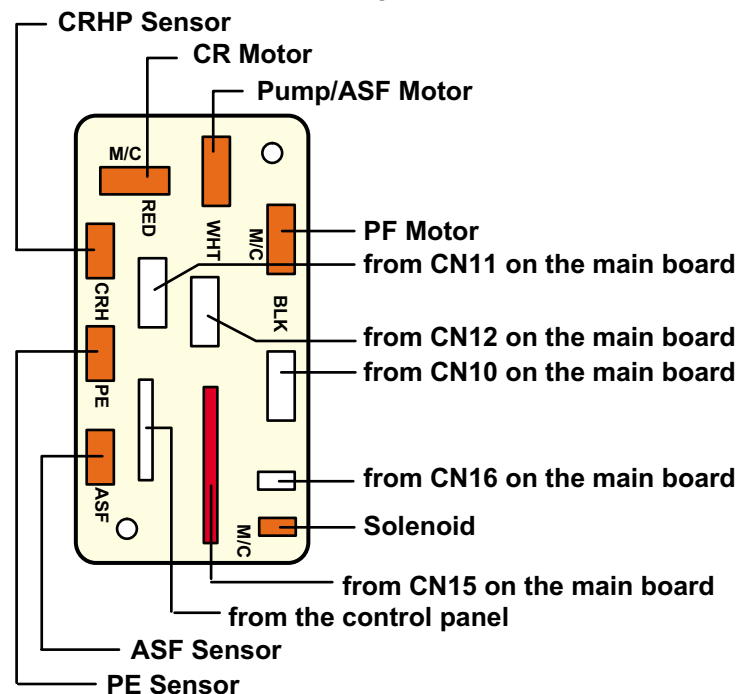 CRHP Sensor
CR Motor
Pump/ASF Motor
M/C
RED
WHT
M/C
PF Motor
from CN11 on the main board
CRH
BLK
from CN12 on the main board
from CN10 on the main board
PE
from CN16 on the main board
ASF
M/C
Solenoid
from CN15 on the main board
from the control panel
ASF Sensor
PE Sensor